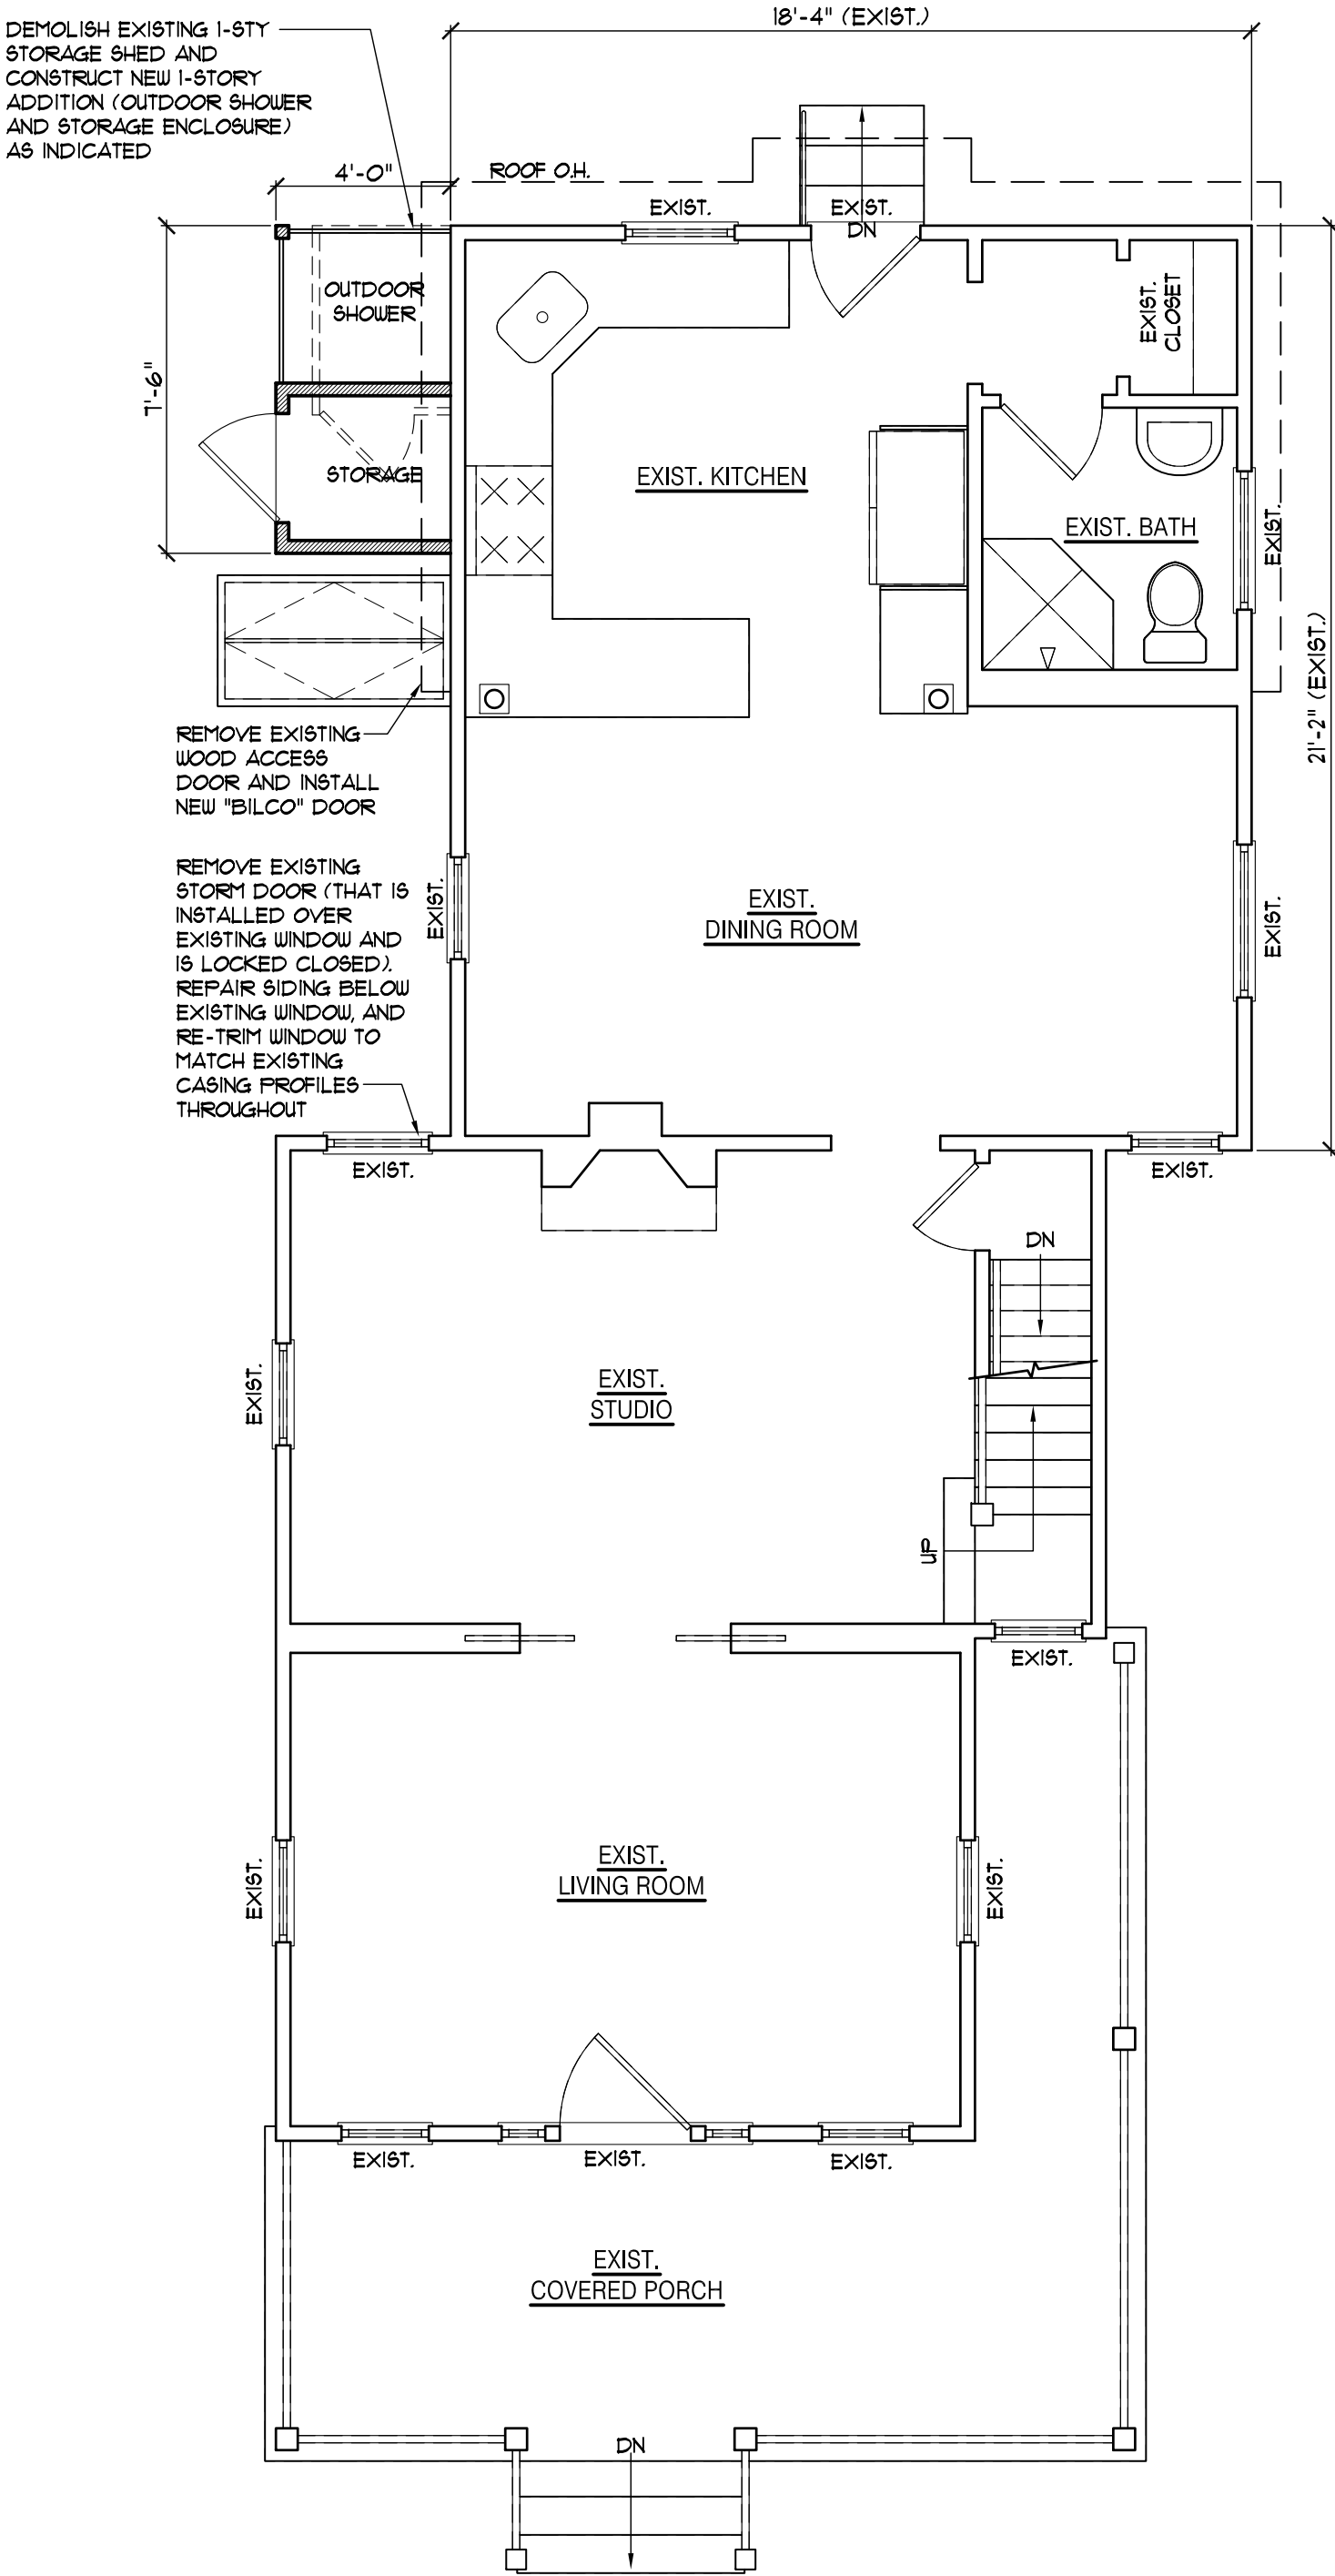 18'-4" (EXIST.)
DEMOLISH EXISTING 1-STY
STORAGE SHED AND
CONSTRUCT NEW 1-STORY
ADDITION (OUTDOOR SHOWER
AND STORAGE ENCLOSURE)
AS INDICATED
4'-0"
ROOF O.H.
EXIST.
EXIST.
DN
OUTDOOR
SHOWER
EXIST.
CLOSET
7'-6"
STORAGE
EXIST. KITCHEN
EXIST. BATH
EXIST.
21'-2" (EXIST.)
REMOVE EXISTING
WOOD ACCESS
DOOR AND INSTALL
NEW "BILCO" DOOR
REMOVE EXISTING
STORM DOOR (THAT IS
INSTALLED OVER
EXISTING WINDOW AND
IS LOCKED CLOSED).
REPAIR SIDING BELOW
EXISTING WINDOW, AND
RE-TRIM WINDOW TO
MATCH EXISTING
CASING PROFILES
THROUGHOUT
EXIST.
EXIST.
DINING ROOM
EXIST.
EXIST.
EXIST.
DN
EXIST.
EXIST.
STUDIO
UP
EXIST.
EXIST.
EXIST.
LIVING ROOM
EXIST.
EXIST.
EXIST.
EXIST.
EXIST.
COVERED PORCH
DN